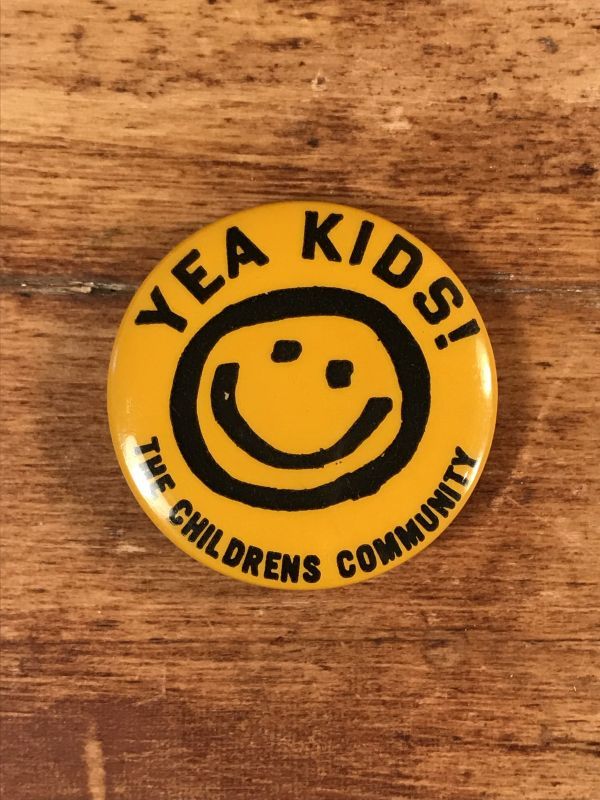 YEA KIDS!
THE CHILDRENS COMMUNITY